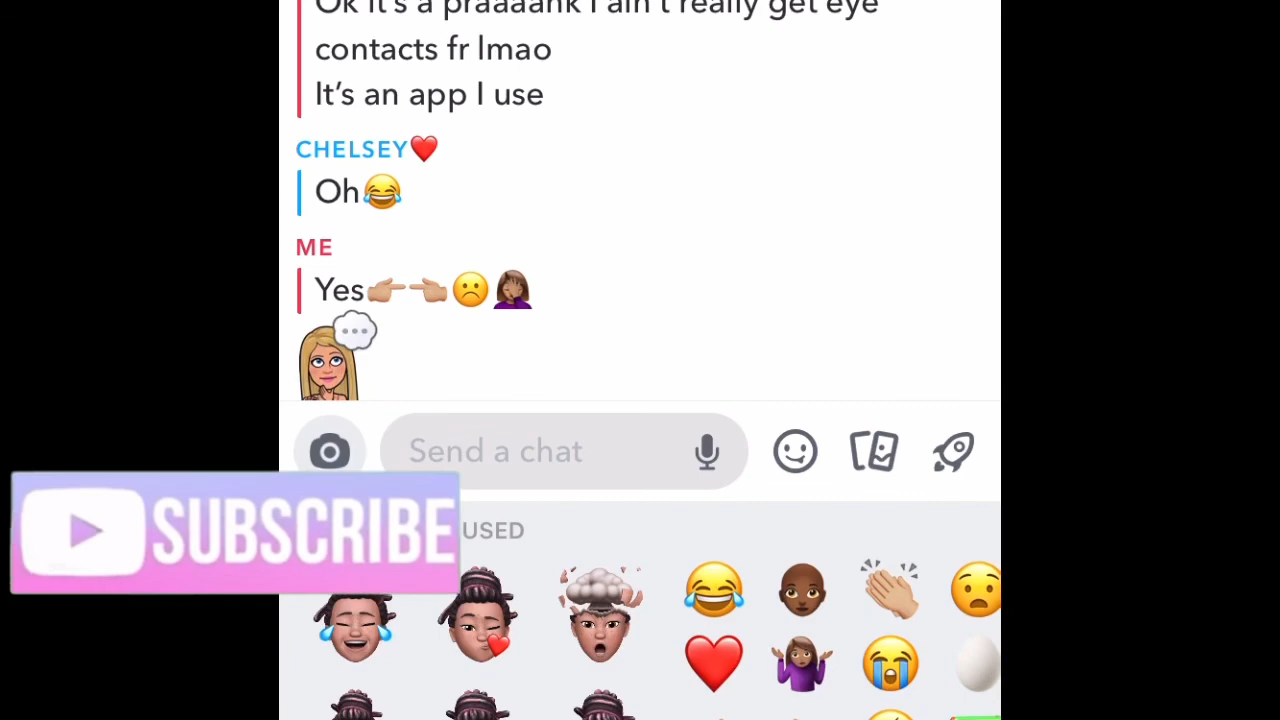 Ok it's a praaaank I ain't really get eye
contacts fr lmao
It's an app I use
CHELSEY❤️
Oh😂
ME
Yes👉🏼👈🏼☹️🤦🏽‍♀️
Send a chat
SUBSCRIBE
USED